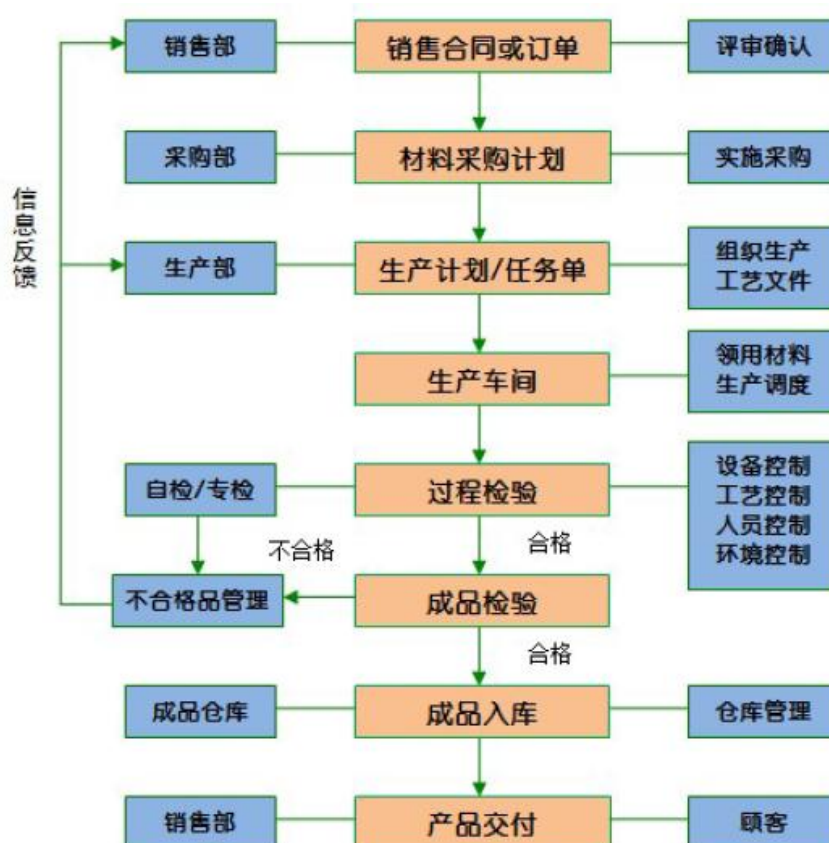 销售部
销售合同或订单
评审确认
采购部
材料采购计划
实施采购
信息反馈
生产部
生产计划/任务单
组织生产
工艺文件
生产车间
领用材料
生产调度
自检/专检
过程检验
设备控制
工艺控制
人员控制
环境控制
不合格
合格
不合格品管理
成品检验
合格
成品仓库
成品入库
仓库管理
销售部
产品交付
顾客